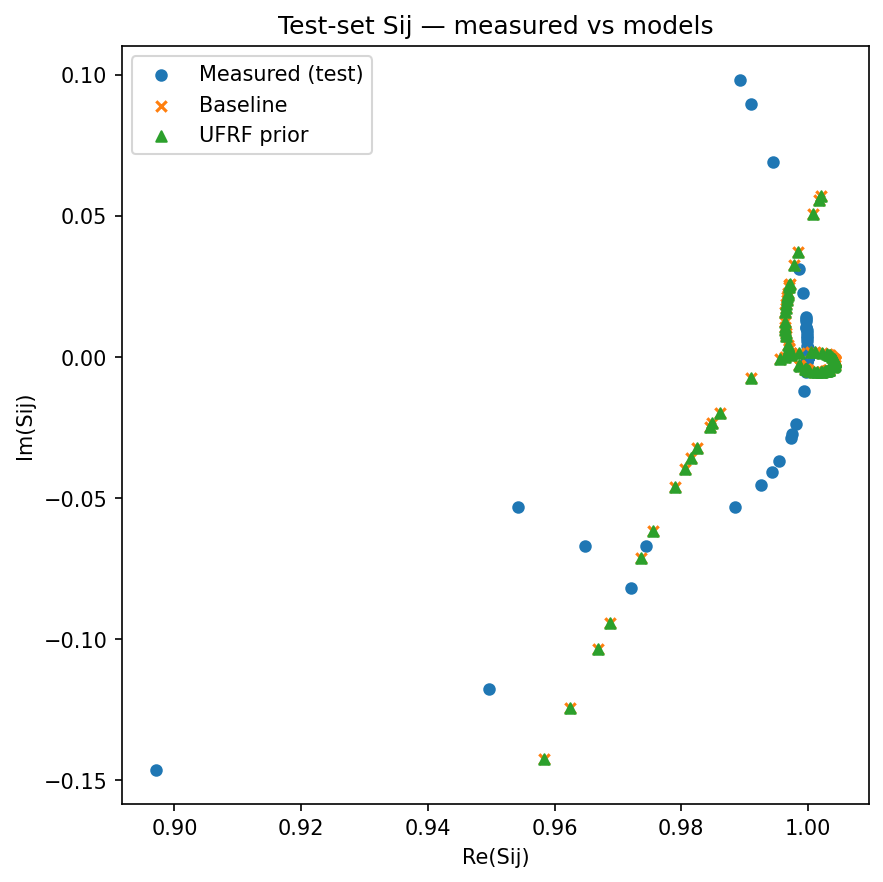 Test-set Sij — measured vs models
Measured (test)
Baseline
UFRF prior
0.10
0.05
0.00
−0.05
−0.10
−0.15
Im(Sij)
0.90
0.92
0.94
0.96
0.98
1.00
Re(Sij)